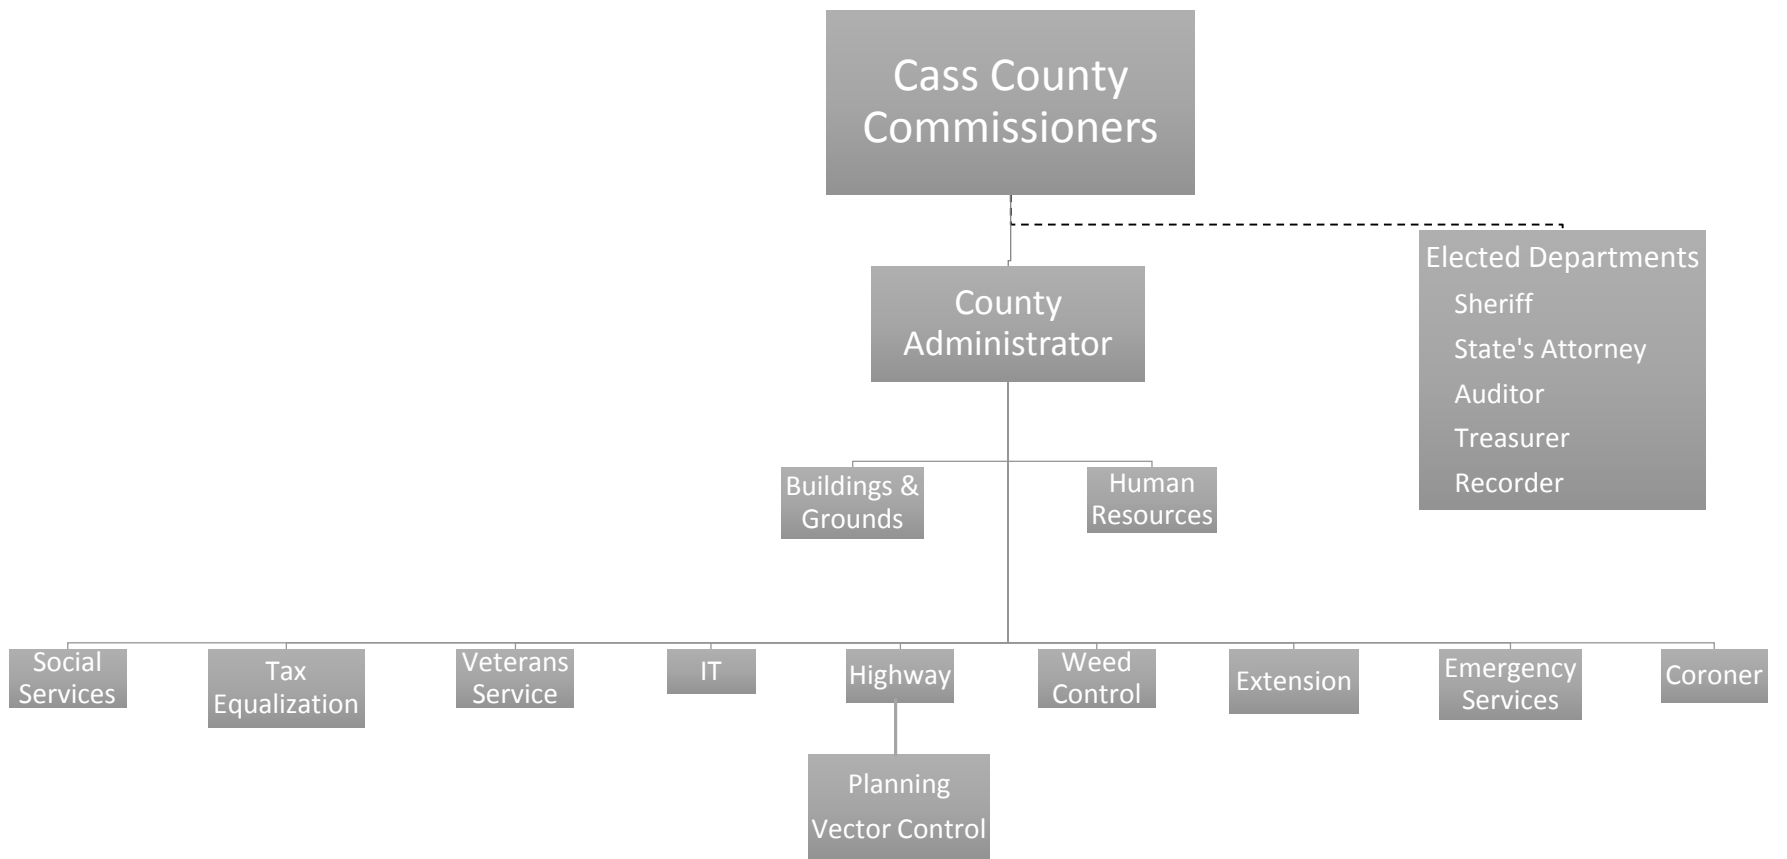 Cass County
Commissioners
County
Administrator
Elected Departments
Sheriff
State's Attorney
Auditor
Treasurer
Recorder
Buildings &
Grounds
Human
Resources
Social
Services
Tax
Equalization
Veterans
Service
IT
Highway
Weed
Control
Extension
Emergency
Services
Coroner
Planning
Vector Control